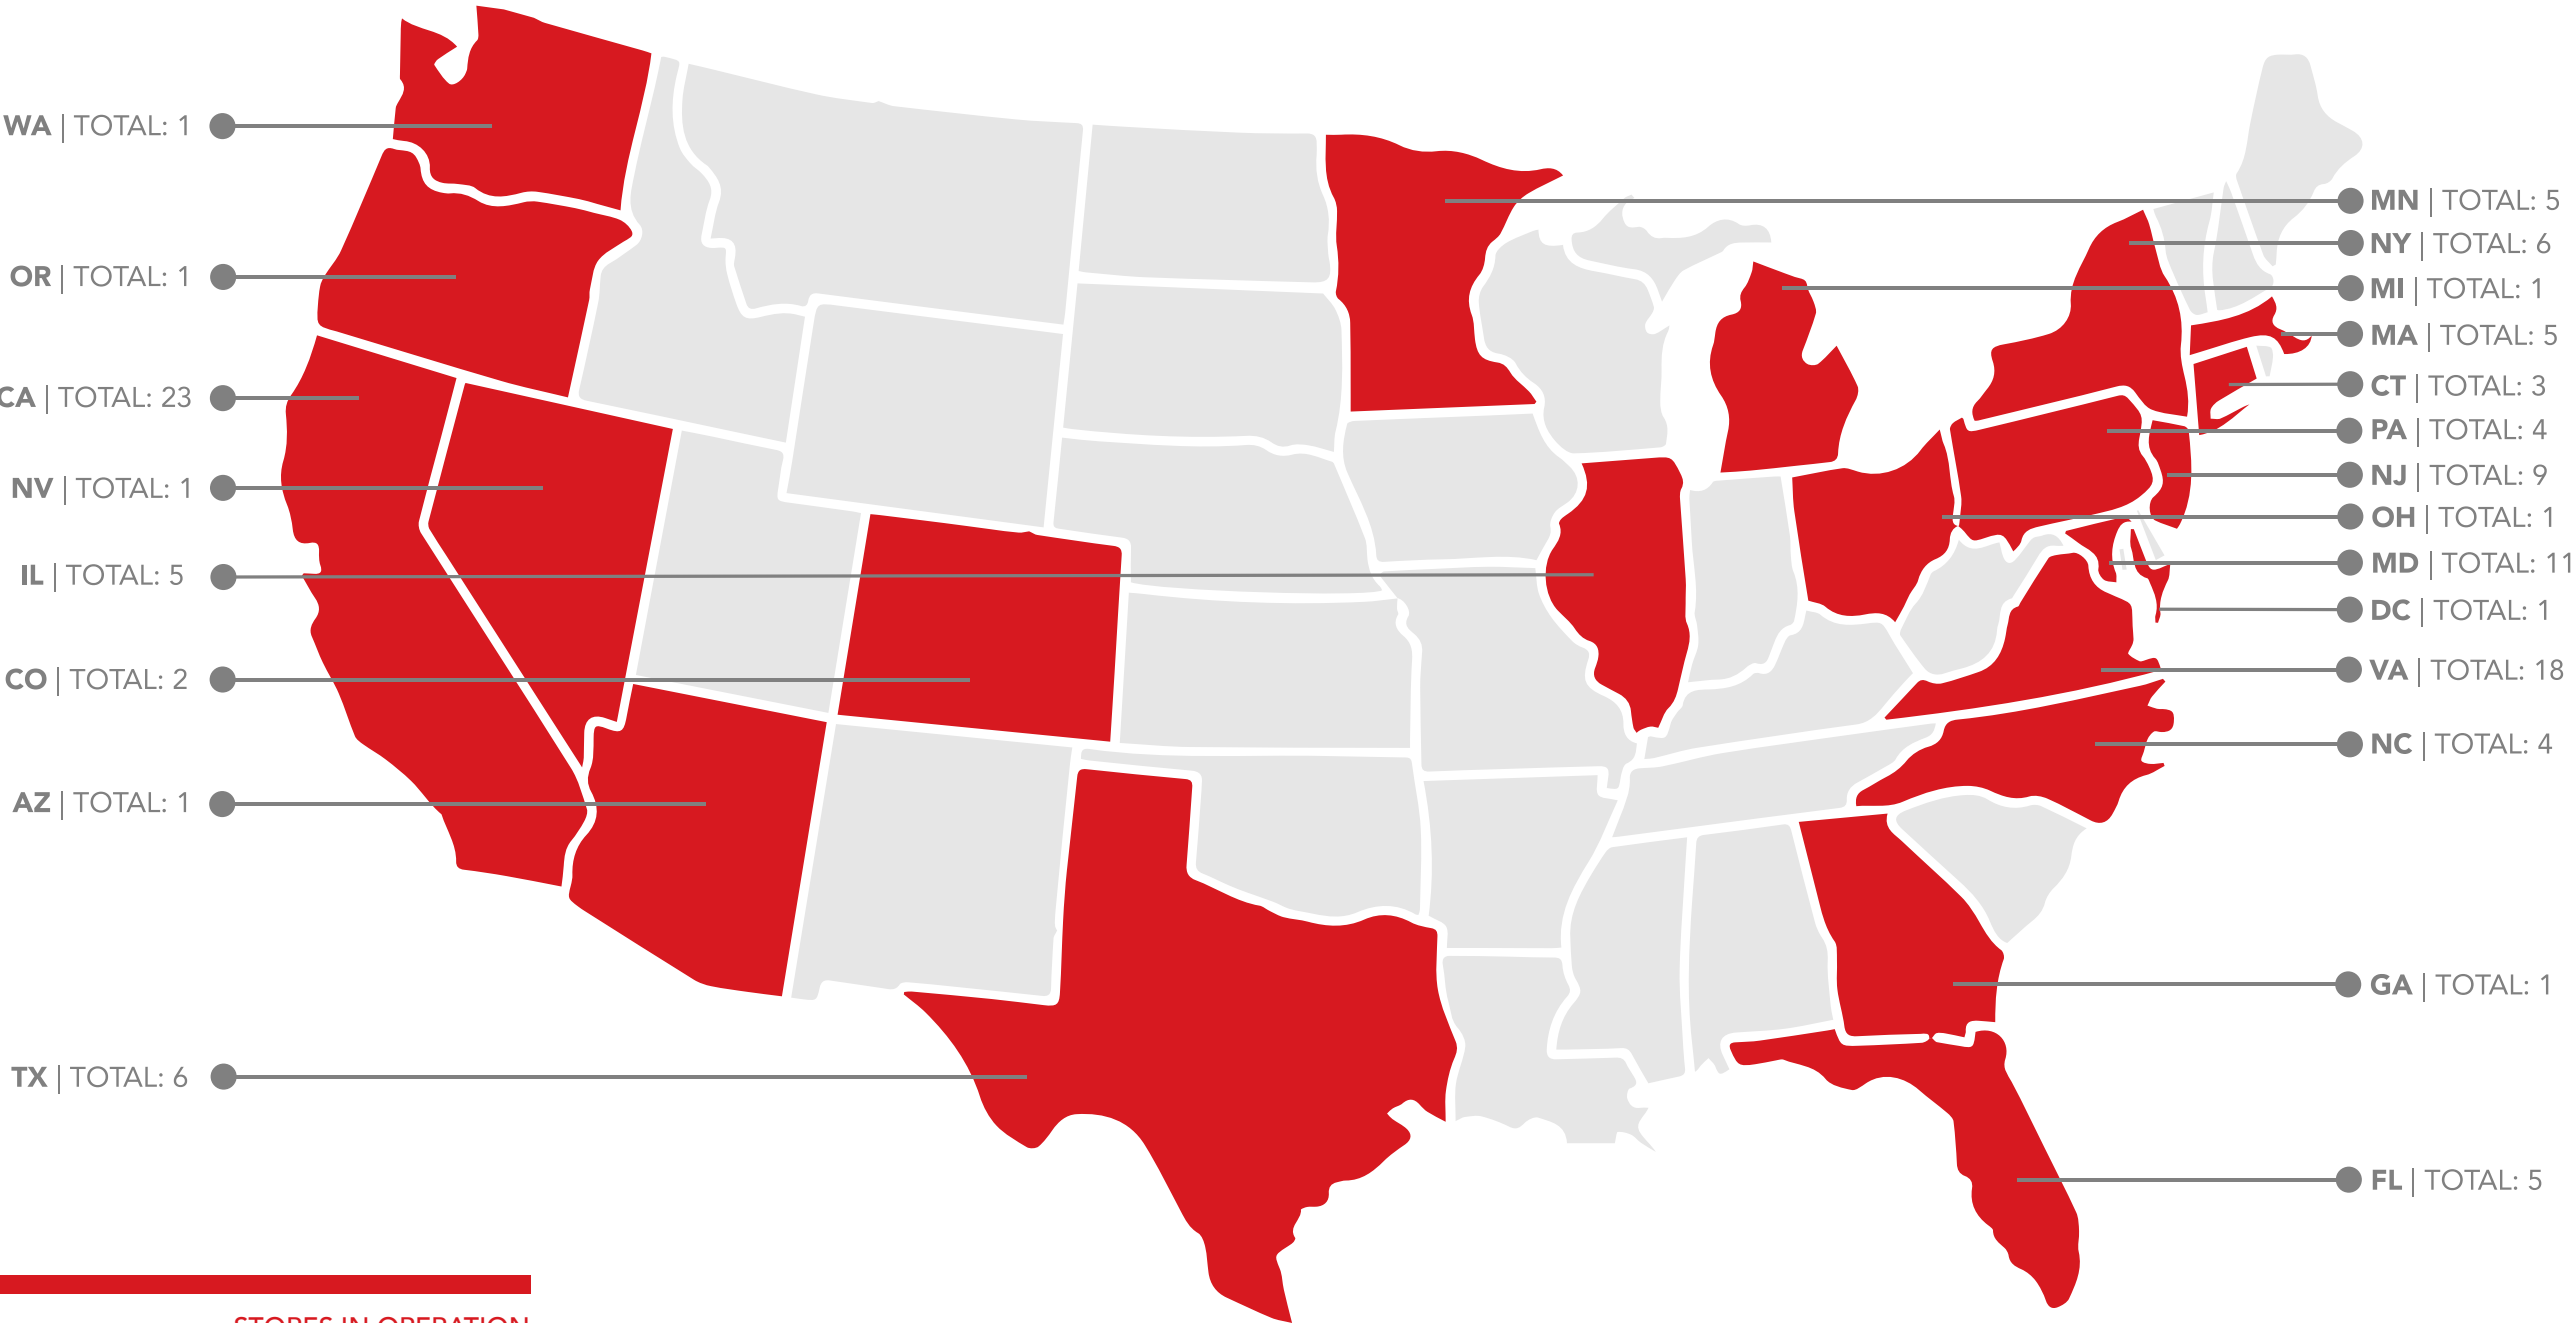 WA | TOTAL: 1
OR | TOTAL: 1
CA | TOTAL: 23
NV | TOTAL: 1
IL | TOTAL: 5
CO | TOTAL: 2
AZ | TOTAL: 1
TX | TOTAL: 6
MN | TOTAL: 5
NY | TOTAL: 6
MI | TOTAL: 1
MA | TOTAL: 5
CT | TOTAL: 3
PA | TOTAL: 4
NJ | TOTAL: 9
OH | TOTAL: 1
MD | TOTAL: 11
DC | TOTAL: 1
VA | TOTAL: 18
NC | TOTAL: 4
GA | TOTAL: 1
FL | TOTAL: 5
STORES IN OPERATION